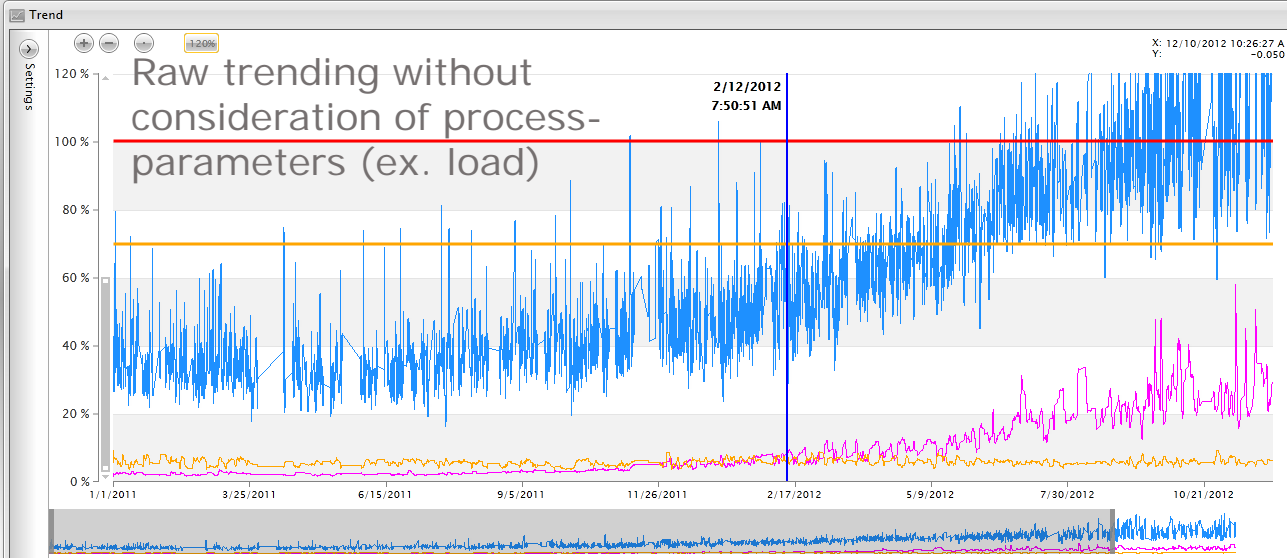 Trend
Settings
120%
X: 12/10/2012 10:26:27 A
Y: -0.050
Raw trending without
consideration of process-
parameters (ex. load)
2/12/2012
7:50:51 AM
120 %
100 %
80 %
60 %
40 %
20 %
0 %
1/1/2011 3/25/2011 6/15/2011 9/5/2011 11/26/2011 2/17/2012 5/9/2012 7/30/2012 10/21/2012